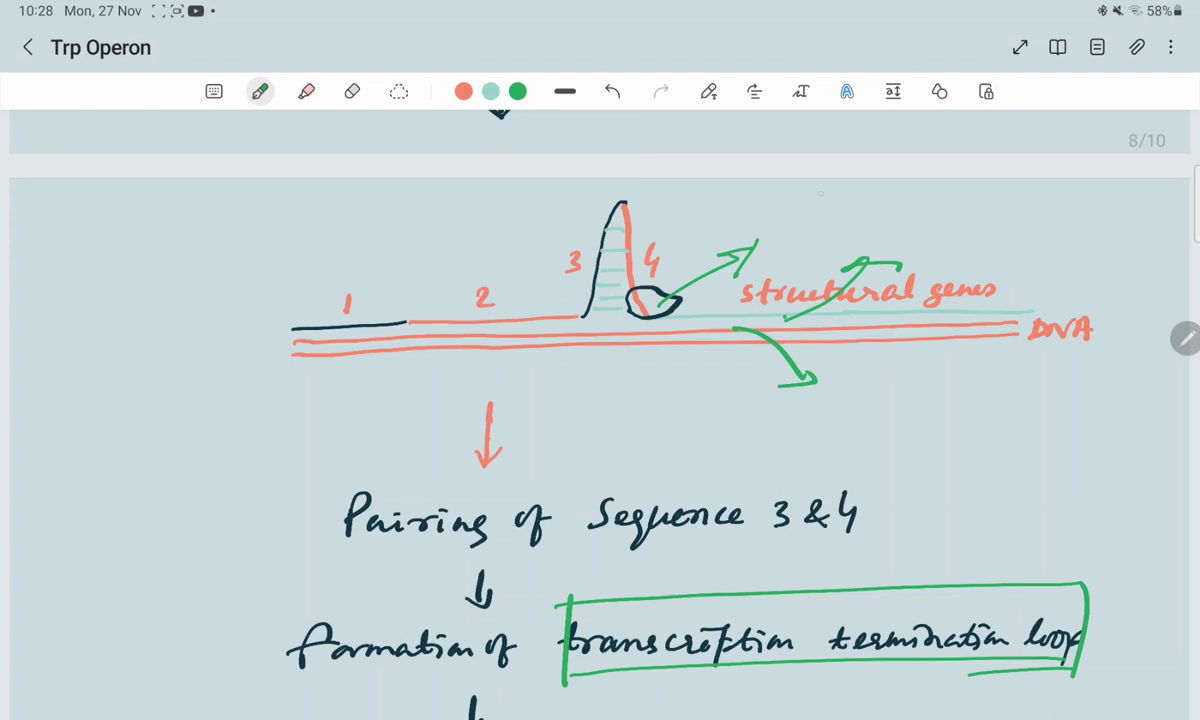 10:28 Mon, 27 Nov 58%
Trp Operon
8/10
3 4
1 2 structural genes
DNA
Pairing of Sequence 3 & 4
formation of transcription termination loop